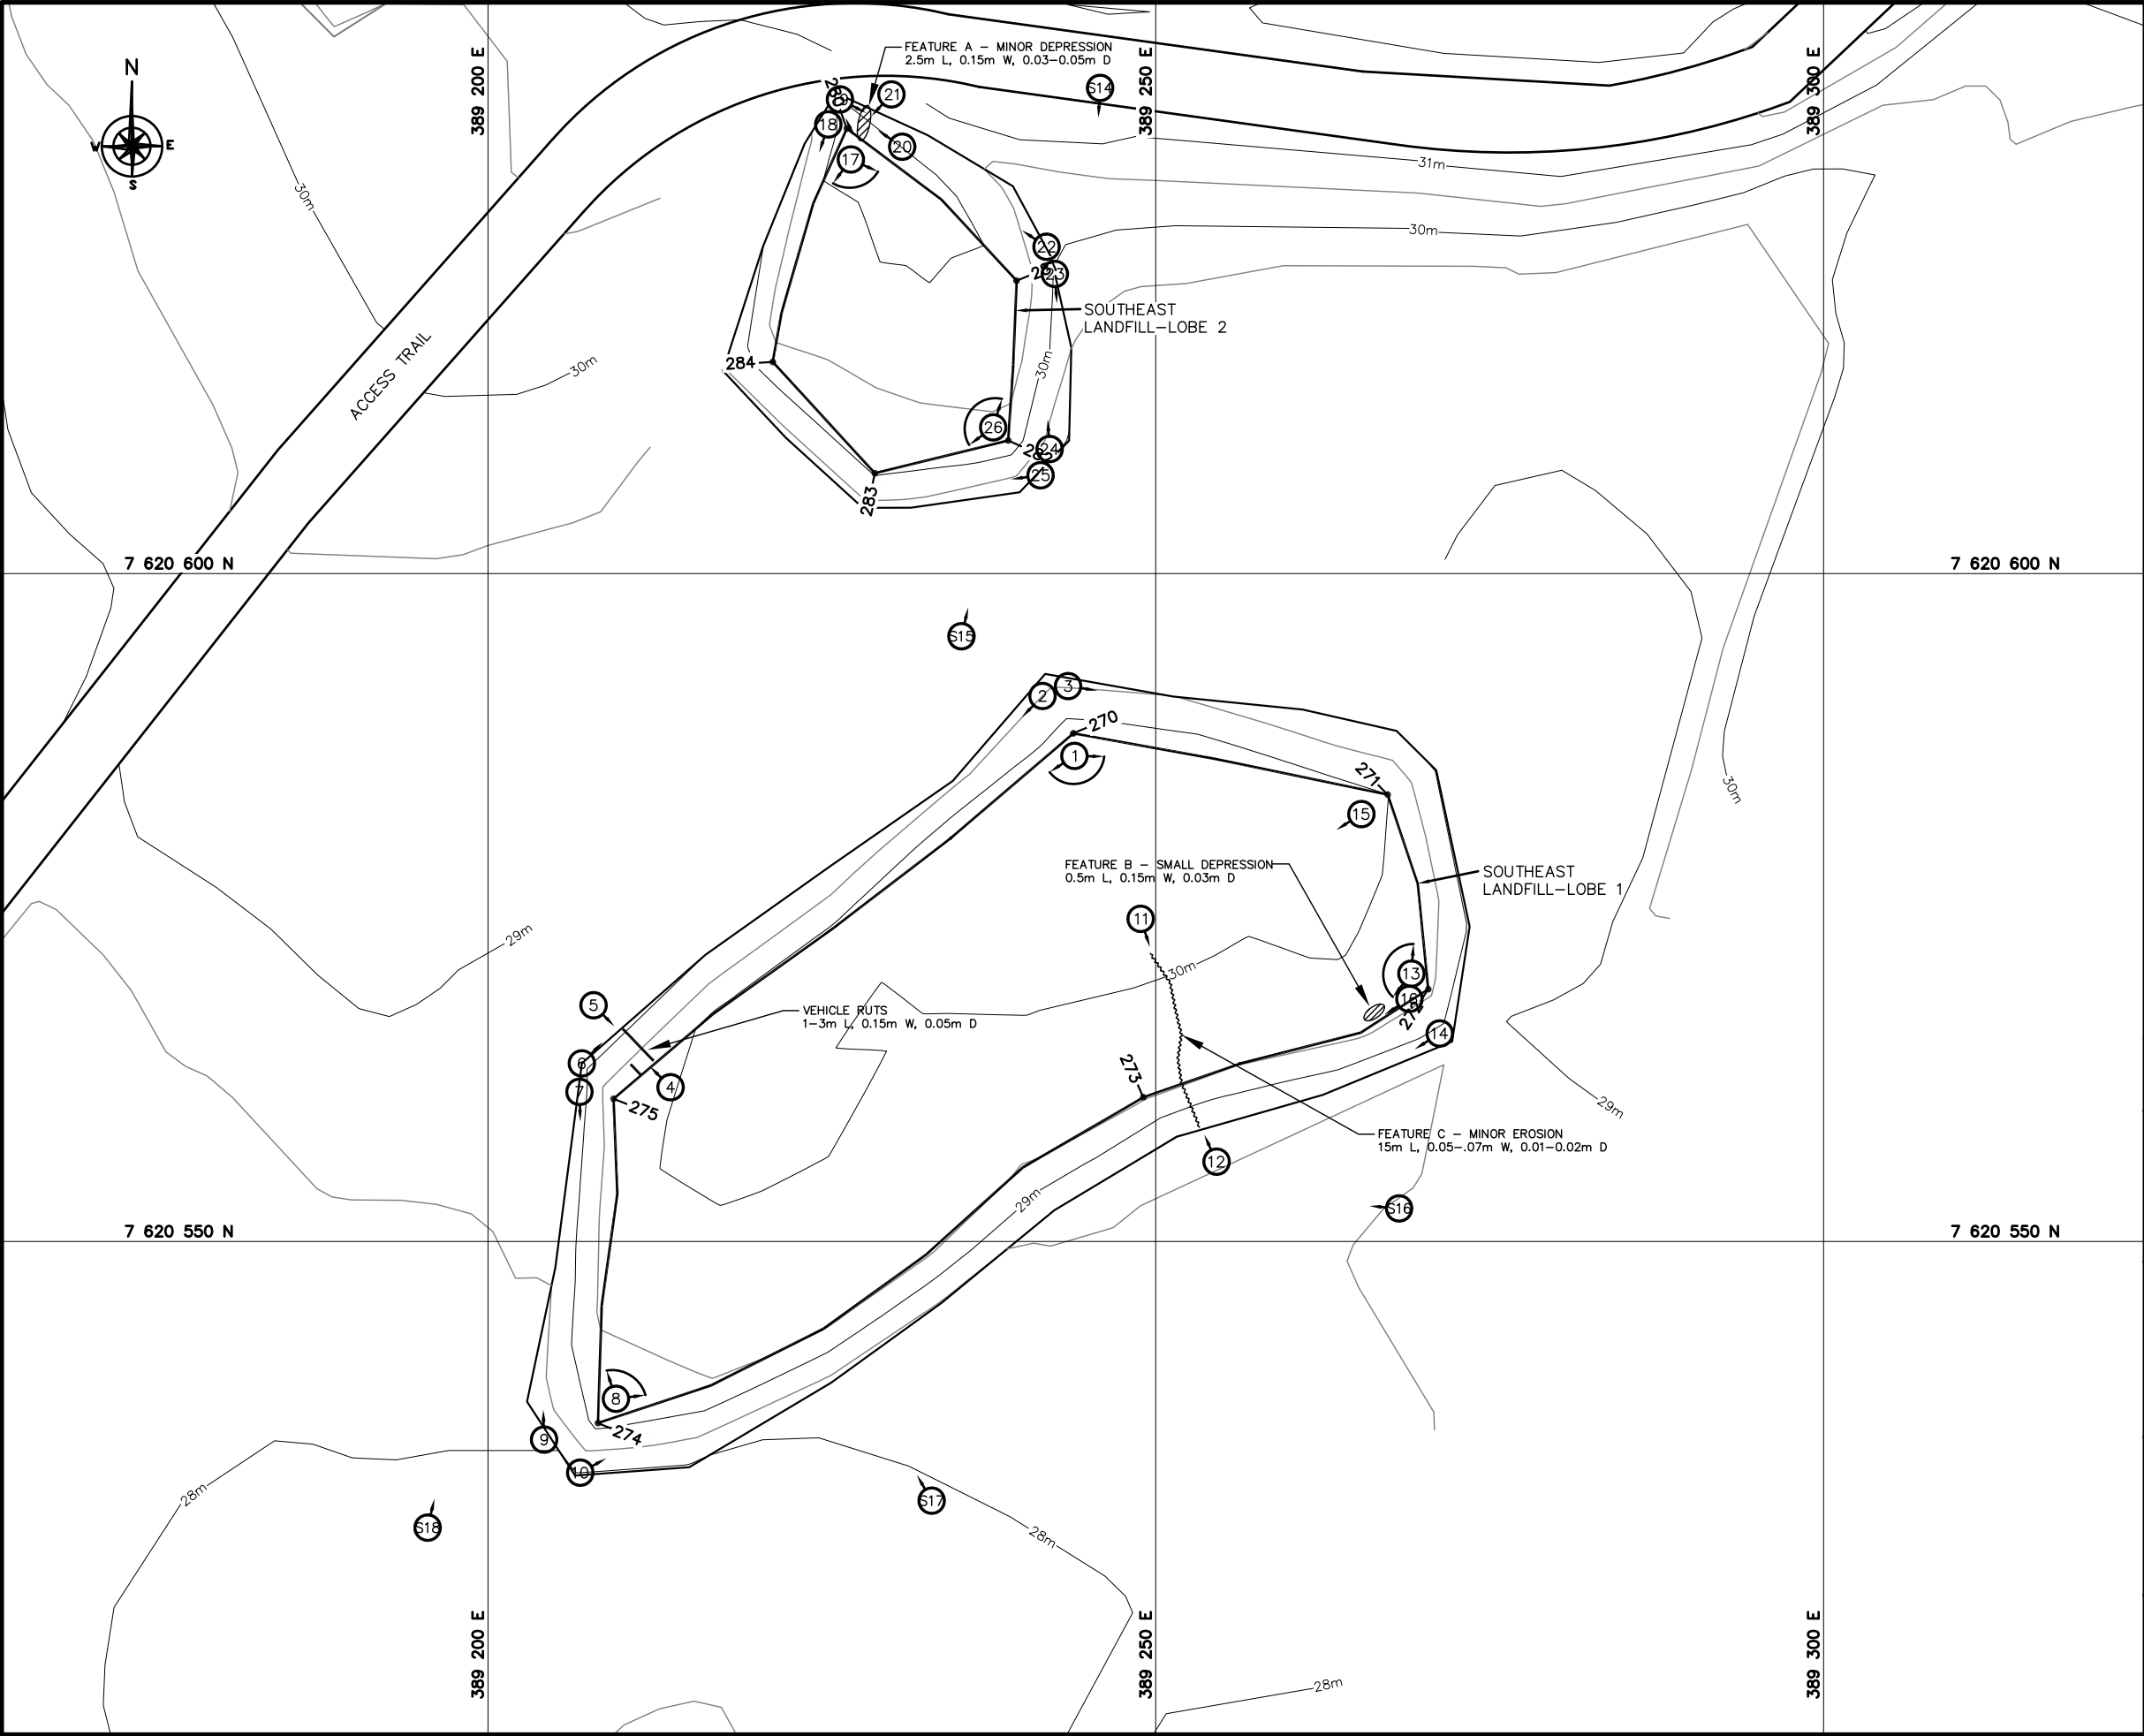 FEATURE A – MINOR DEPRESSION
2.5m L, 0.15m W, 0.03–0.05m D
389 200 E
389 250 E
389 300 E
N
W
E
S
S14
19
21
18
20
17
31m
30m
30m
22
23
SOUTHEAST
LANDFILL–LOBE 2
30m
ACCESS TRAIL
30m
284
26
24
25
283
7 620 600 N
7 620 600 N
S15
2
3
270
1
271
15
30m
FEATURE B – SMALL DEPRESSION
0.5m L, 0.15m W, 0.03m D
SOUTHEAST
LANDFILL–LOBE 1
11
29m
30m
13
16
272
5
VEHICLE RUTS
1–3m L, 0.15m W, 0.05m D
14
6
7
4
275
273
29m
FEATURE C – MINOR EROSION
15m L, 0.05–.07m W, 0.01–0.02m D
12
29m
S16
7 620 550 N
7 620 550 N
8
274
9
10
28m
S17
S18
28m
389 200 E
389 250 E
389 300 E
28m